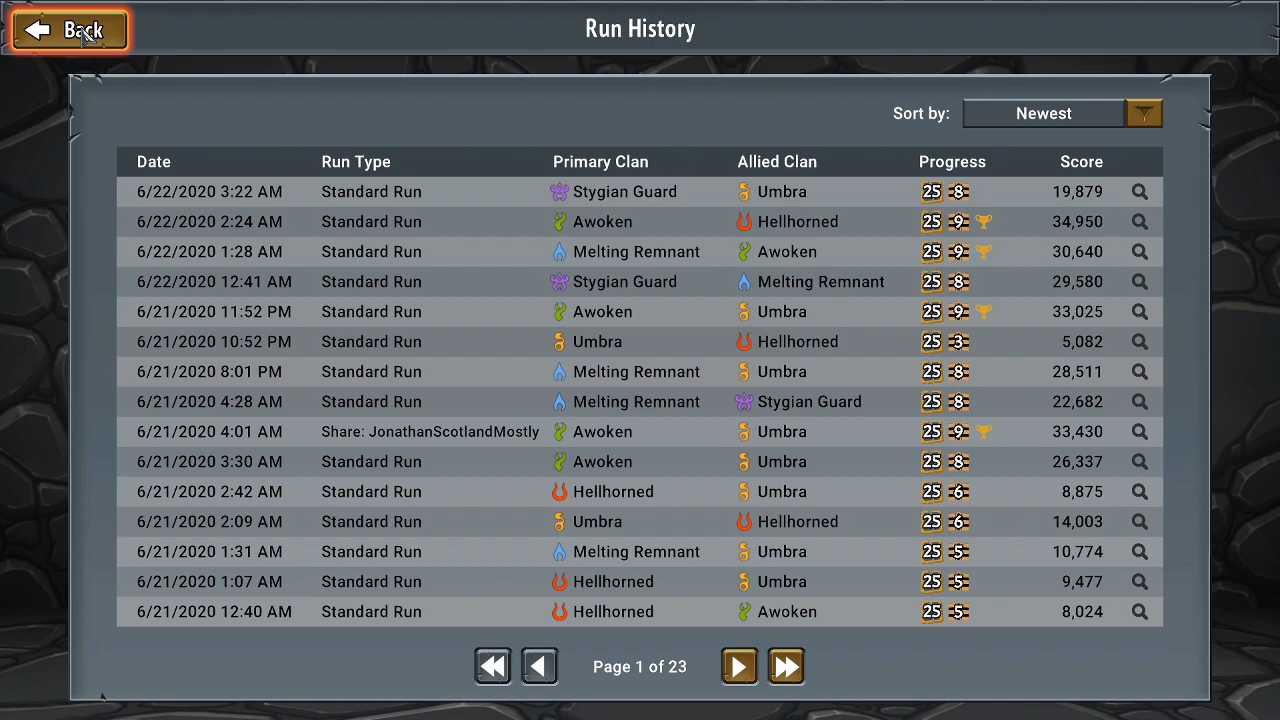 Back
Run History
Sort by: Newest
Date Run Type Primary Clan Allied Clan Progress Score
6/22/2020 3:22 AM Standard Run Stygian Guard Umbra 25 8 19,879
6/22/2020 2:24 AM Standard Run Awoken Hellhorned 25 9 34,950
6/22/2020 1:28 AM Standard Run Melting Remnant Awoken 25 9 30,640
6/22/2020 12:41 AM Standard Run Stygian Guard Melting Remnant 25 8 29,580
6/21/2020 11:52 PM Standard Run Awoken Umbra 25 9 33,025
6/21/2020 10:52 PM Standard Run Umbra Hellhorned 25 3 5,082
6/21/2020 8:01 PM Standard Run Melting Remnant Umbra 25 8 28,511
6/21/2020 4:28 AM Standard Run Melting Remnant Stygian Guard 25 8 22,682
6/21/2020 4:01 AM Share: JonathanScotlandMostly Awoken Umbra 25 9 33,430
6/21/2020 3:30 AM Standard Run Awoken Umbra 25 8 26,337
6/21/2020 2:42 AM Standard Run Hellhorned Umbra 25 6 8,875
6/21/2020 2:09 AM Standard Run Umbra Hellhorned 25 6 14,003
6/21/2020 1:31 AM Standard Run Melting Remnant Umbra 25 5 10,774
6/21/2020 1:07 AM Standard Run Hellhorned Umbra 25 5 9,477
6/21/2020 12:40 AM Standard Run Hellhorned Awoken 25 5 8,024
Page 1 of 23